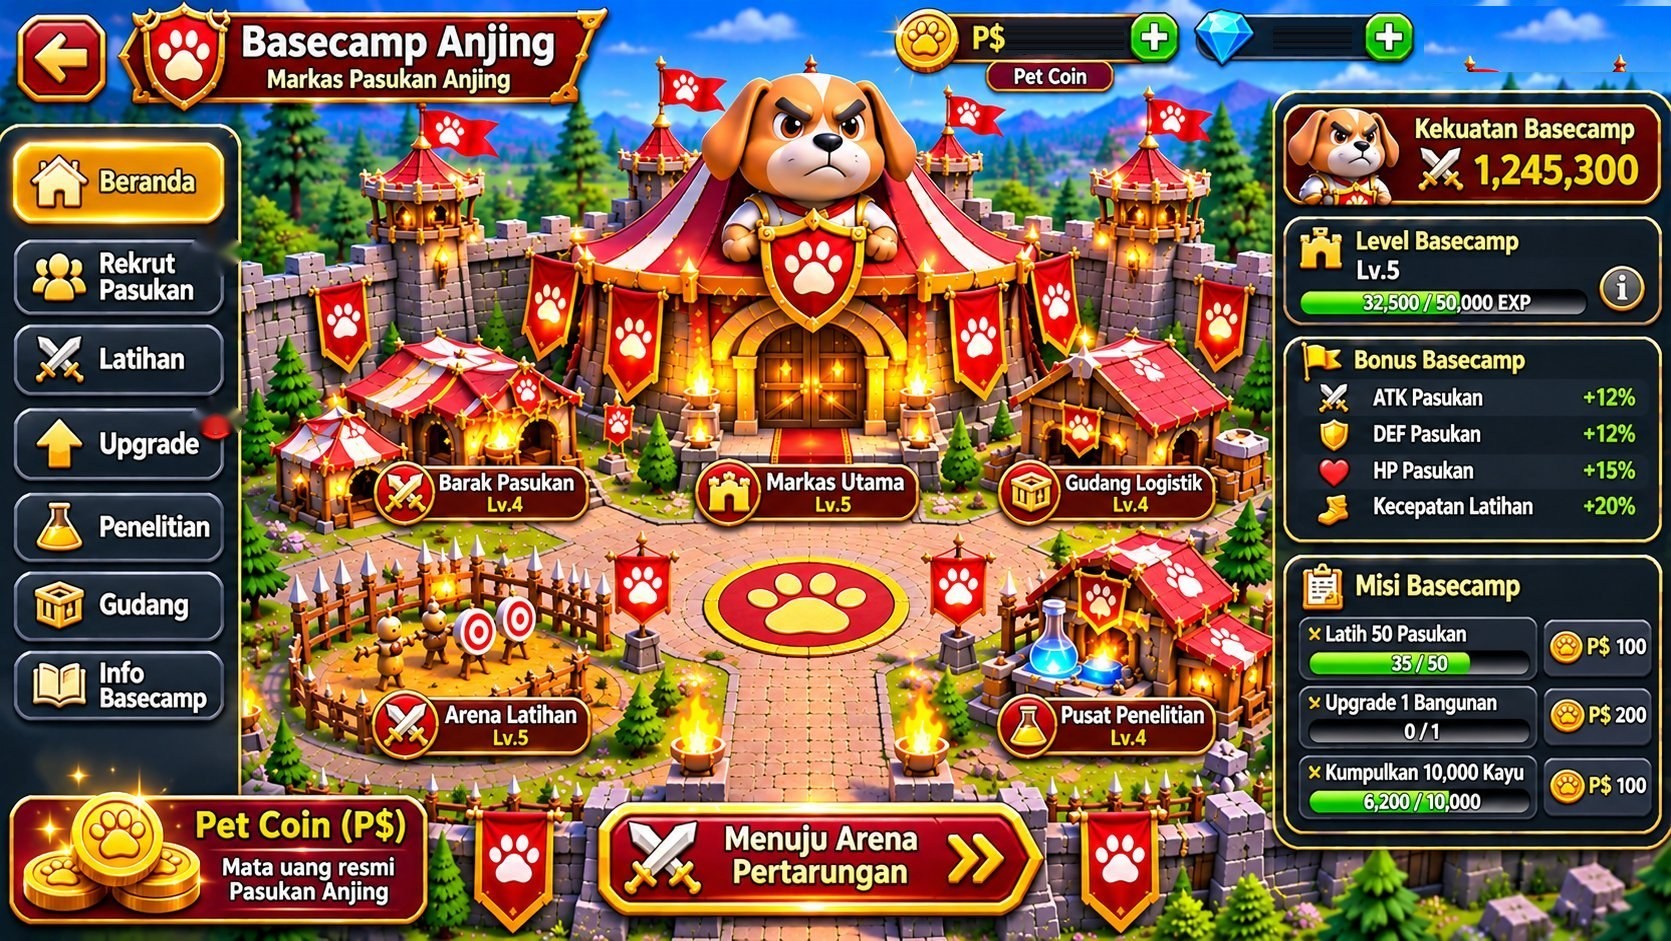 Basecamp Anjing
Markas Pasukan Anjing
P$
Pet Coin
Beranda
Rekrut
Pasukan
Latihan
Upgrade
Penelitian
Gudang
Info
Basecamp
Barak Pasukan
Lv.4
Markas Utama
Lv.5
Gudang Logistik
Lv.4
Arena Latihan
Lv.5
Pusat Penelitian
Lv.4
Kekuatan Basecamp
1,245,300
Level Basecamp
Lv.5
32,500 / 50,000 EXP
i
Bonus Basecamp
ATK Pasukan +12%
DEF Pasukan +12%
HP Pasukan +15%
Kecepatan Latihan +20%
Misi Basecamp
Latih 50 Pasukan
35 / 50
P$ 100
Upgrade 1 Bangunan
0 / 1
P$ 200
Kumpulkan 10,000 Kayu
6,200 / 10,000
P$ 100
Pet Coin (P$)
Mata uang resmi
Pasukan Anjing
Menuju Arena
Pertarungan